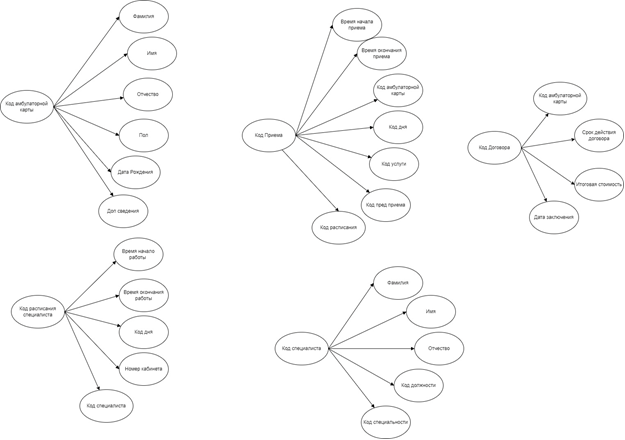 Фамилия
Имя
Код амбулаторной
карты
Отчество
Пол
Дата Рождения
Доп сведения
Время начала
приема
Время окончания
приема
Код амбулаторной
карты
Код Приема
Код дня
Код услуги
Код пред приема
Код расписания
Код амбулаторной
карты
Срок действия
договора
Код Договора
Итоговая стоимость
Дата заключения
Время начало
работы
Время окончания
работы
Код расписания
специалиста
Код дня
Номер кабинета
Код специалиста
Фамилия
Имя
Код специалиста
Отчество
Код должности
Код специальности